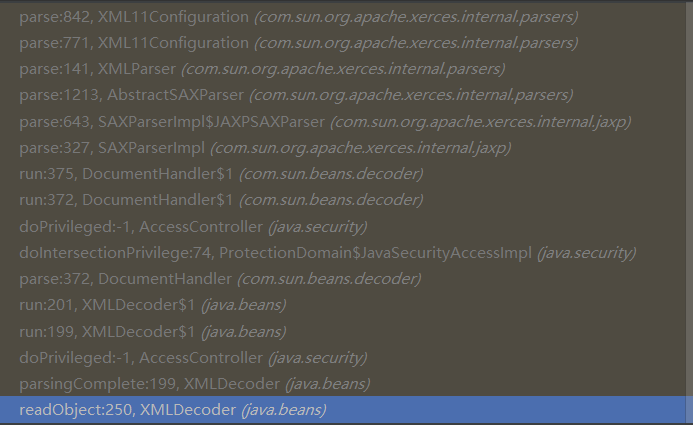 parse:842, XML11Configuration (com.sun.org.apache.xerces.internal.parsers)
parse:771, XML11Configuration (com.sun.org.apache.xerces.internal.parsers)
parse:141, XMLParser (com.sun.org.apache.xerces.internal.parsers)
parse:1213, AbstractSAXParser (com.sun.org.apache.xerces.internal.parsers)
parse:643, SAXParserImpl$JAXPSAXParser (com.sun.org.apache.xerces.internal.jaxp)
parse:327, SAXParserImpl (com.sun.org.apache.xerces.internal.jaxp)
run:375, DocumentHandler$1 (com.sun.beans.decoder)
run:372, DocumentHandler$1 (com.sun.beans.decoder)
doPrivileged:-1, AccessController (java.security)
doIntersectionPrivilege:74, ProtectionDomain$JavaSecurityAccessImpl (java.security)
parse:372, DocumentHandler (com.sun.beans.decoder)
run:201, XMLDecoder$1 (java.beans)
run:199, XMLDecoder$1 (java.beans)
doPrivileged:-1, AccessController (java.security)
parsingComplete:199, XMLDecoder (java.beans)
readObject:250, XMLDecoder (java.beans)